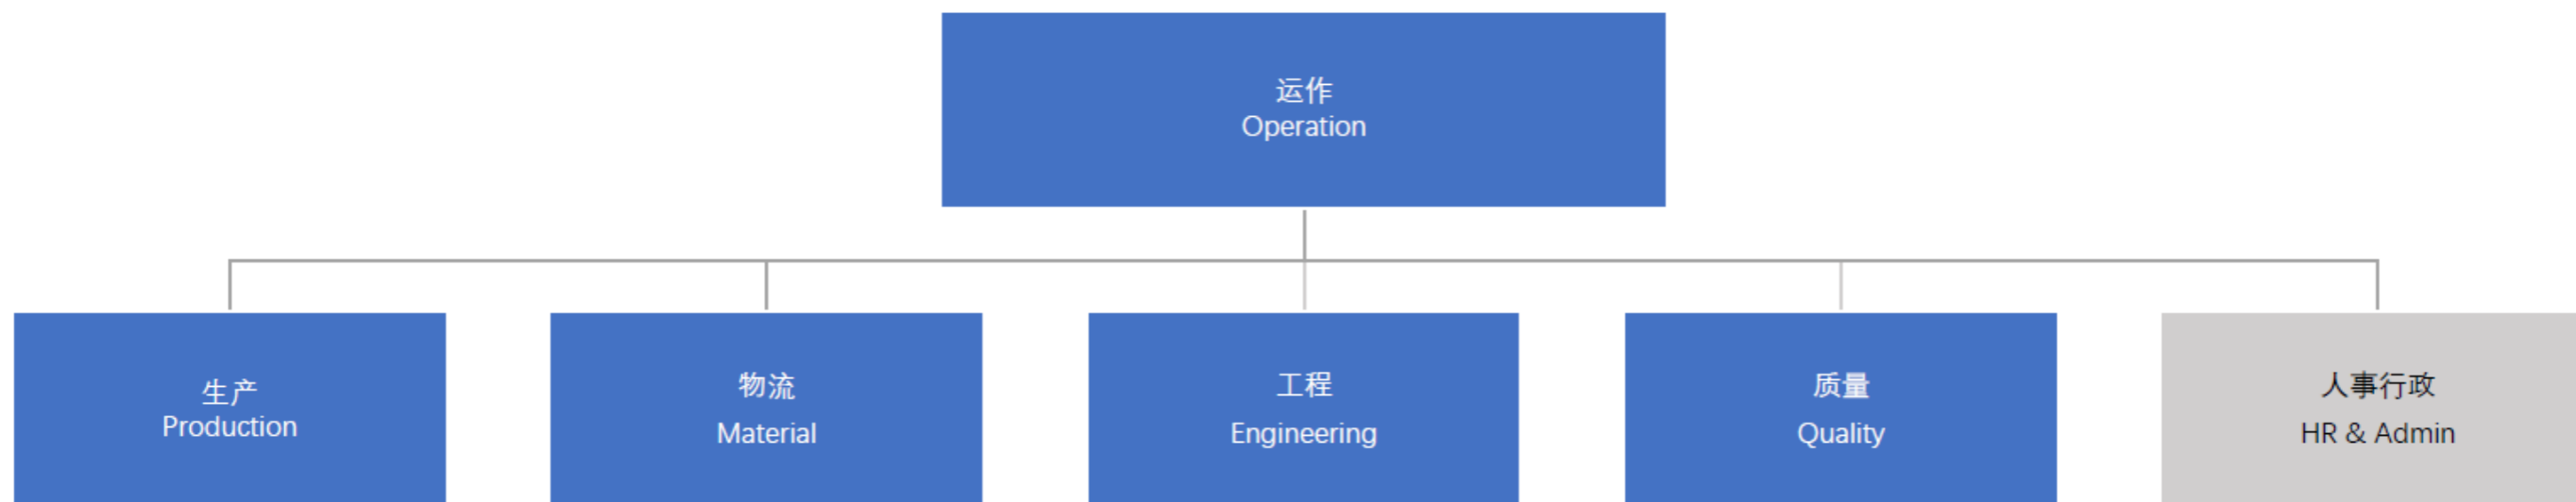 运作
Operation
生产
Production
物流
Material
工程
Engineering
质量
Quality
人事行政
HR & Admin